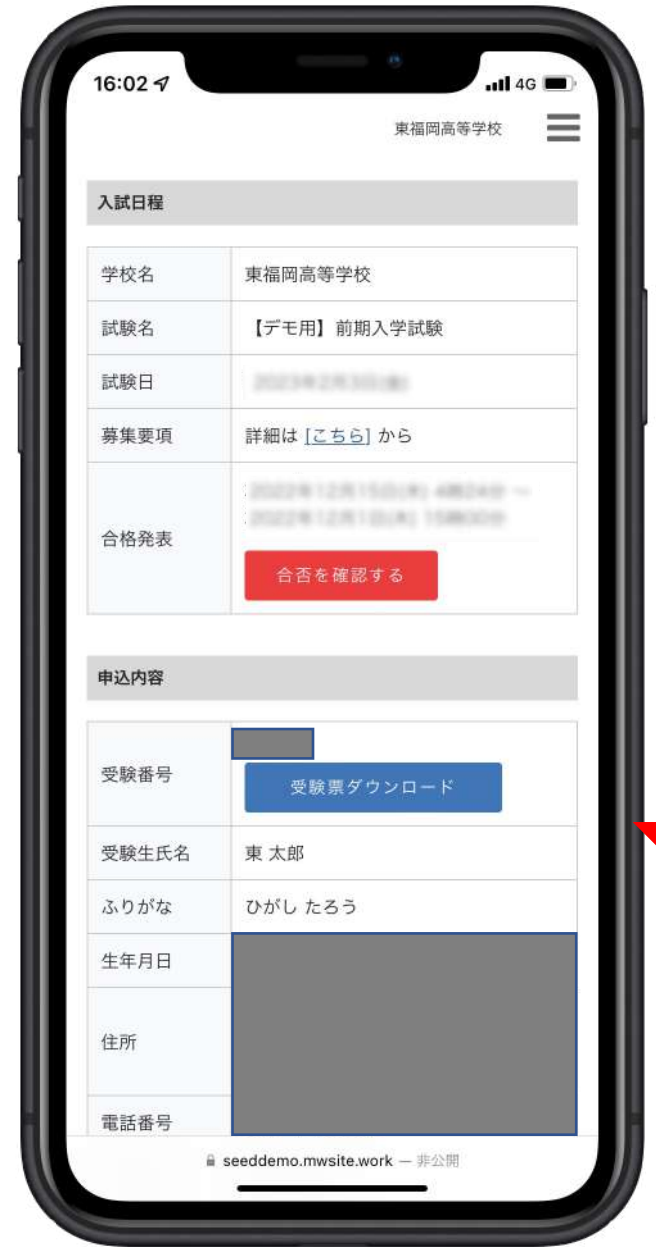 16:02
4G
東福岡高等学校
入試日程
学校名 東福岡高等学校
試験名 【デモ用】前期入学試験
試験日
募集要項 詳細は [こちら] から
合格発表
合否を確認する
申込内容
受験番号
受験票ダウンロード
受験生氏名 東 太郎
ふりがな ひがし たろう
生年月日
住所
電話番号
seeddemo.mwsite.work — 非公開